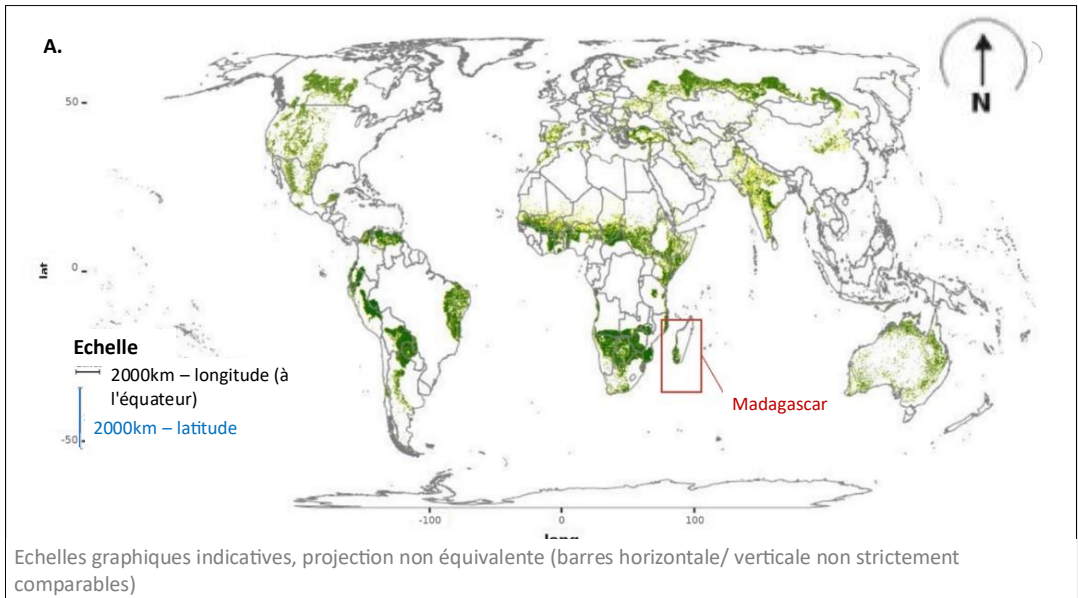 A.
N
50
lat
0
-50
Echelle
2000km – longitude (à
l'équateur)
2000km – latitude
Madagascar
-100
0
100
long
Echelles graphiques indicatives, projection non équivalente (barres horizontale/ verticale non strictement
comparables)